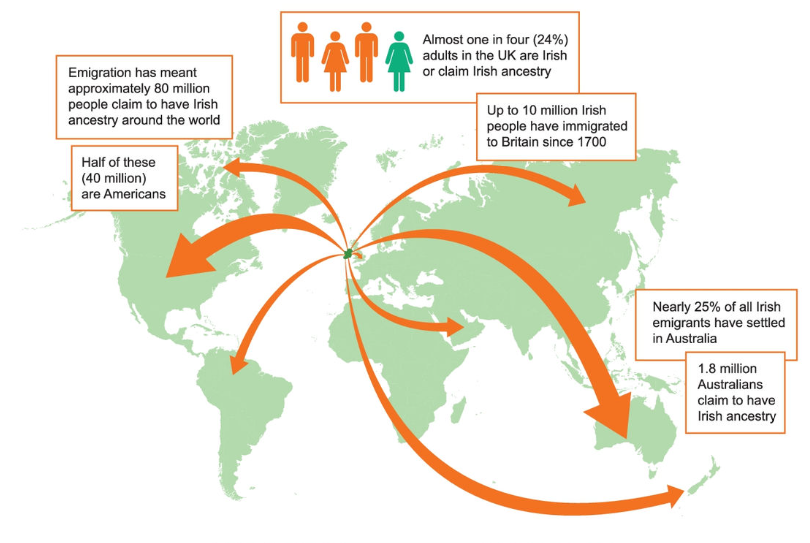 Almost one in four (24%)
adults in the UK are Irish
or claim Irish ancestry
Emigration has meant
approximately 80 million
people claim to have Irish
ancestry around the world
Up to 10 million Irish
people have immigrated
to Britain since 1700
Half of these
(40 million)
are Americans
Nearly 25% of all Irish
emigrants have settled
in Australia
1.8 million
Australians
claim to have
Irish ancestry